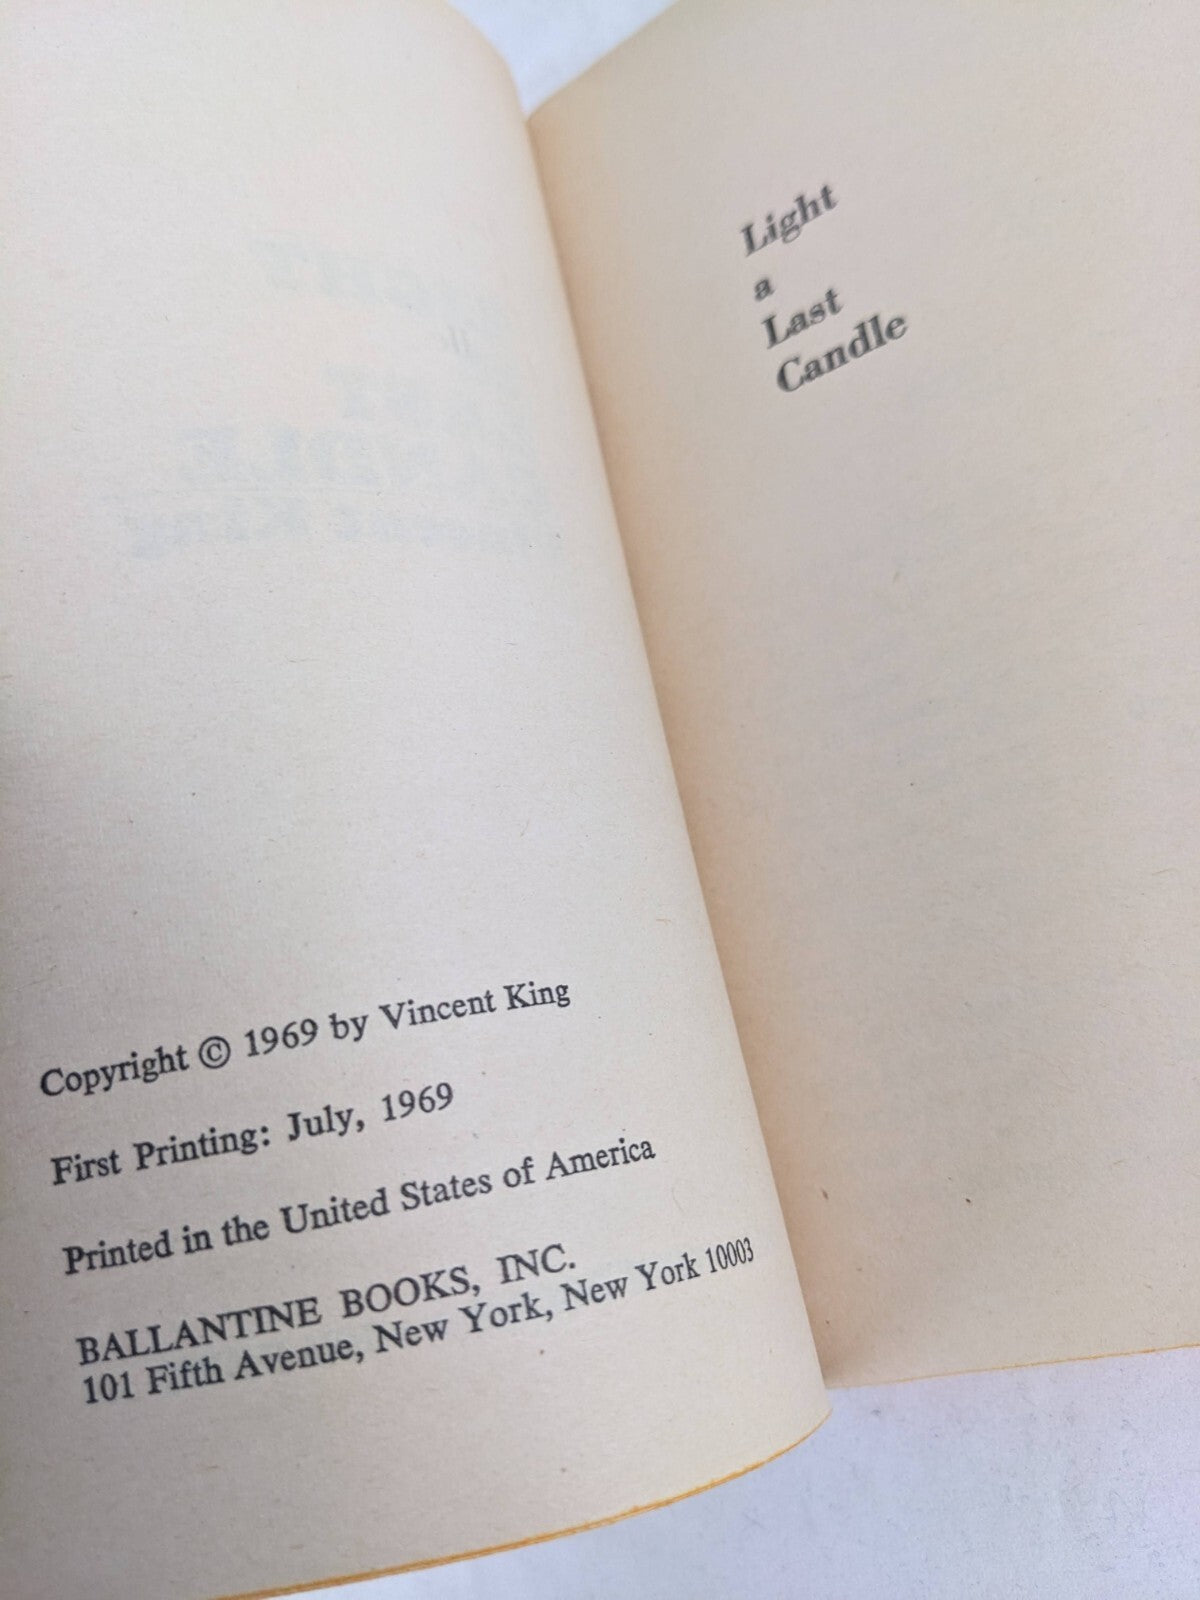 Copyright © 1969 by Vincent King
First Printing: July, 1969
Printed in the United States of America
BALLANTINE BOOKS, INC.
101 Fifth Avenue, New York, New York 10003
Light
a
Last
Candle